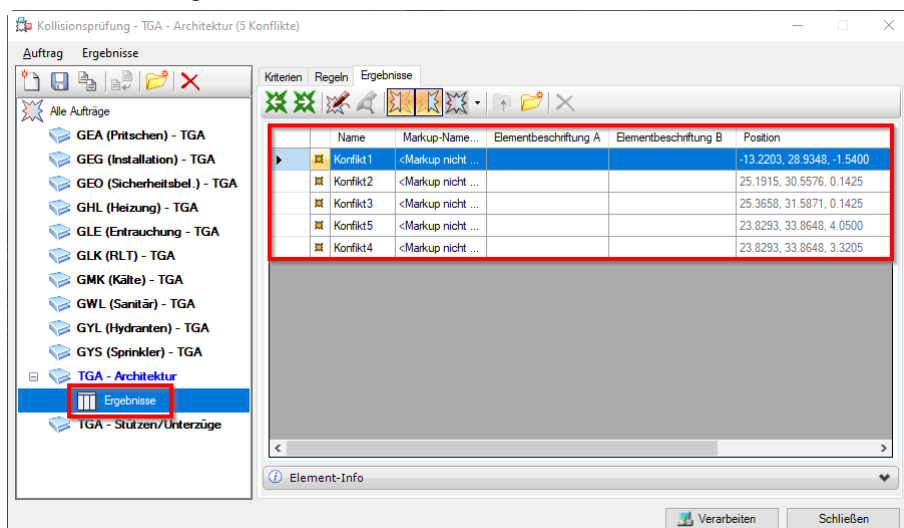 Kollisionsprüfung - TGA - Architektur (5 Konflikte)
Auftrag Ergebnisse
Kriterien Regeln Ergebnisse
Alle Aufträge
GEA (Pritschen) - TGA
GEG (Installation) - TGA
GEO (Sicherheitsbel.) - TGA
GHL (Heizung) - TGA
GLE (Entrauchung - TGA
GLK (RLT) - TGA
GMK (Kälte) - TGA
GWL (Sanitär) - TGA
GYL (Hydranten) - TGA
GYS (Sprinkler) - TGA
TGA - Architektur
Ergebnisse
TGA - Stützen/Unterzüge
Name Markup-Name... Elementbeschriftung A Elementbeschriftung B Position
Konfikt1 <Markup nicht ... -13.2203, 28.9348, -1.5400
Konfikt2 <Markup nicht ... 25.1915, 30.5576, 0.1425
Konfikt3 <Markup nicht ... 25.3658, 31.5871, 0.1425
Konfikt5 <Markup nicht ... 23.8293, 33.8648, 4.0500
Konfikt4 <Markup nicht ... 23.8293, 33.8648, 3.3205
Element-Info
Verarbeiten Schließen